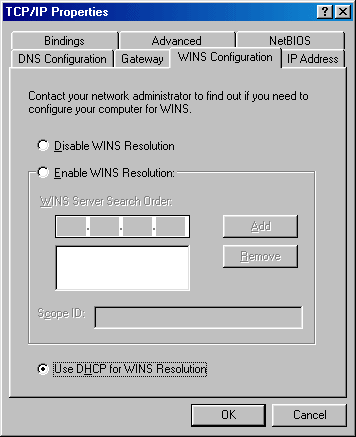 TCP/IP Properties
Bindings Advanced NetBIOS
DNS Configuration Gateway WINS Configuration IP Address
Contact your network administrator to find out if you need to
configure your computer for WINS.
Disable WINS Resolution
Enable WINS Resolution:
WINS Server Search Order:
. . .
Add
Remove
Scope ID:
Use DHCP for WINS Resolution
OK Cancel